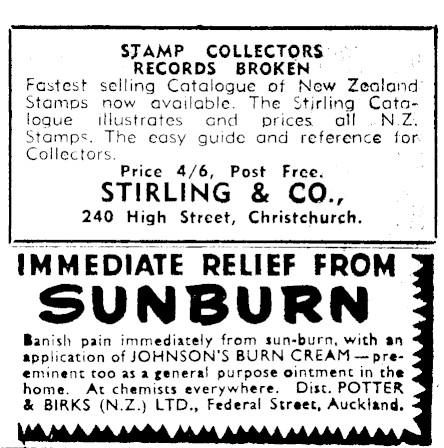 STAMP COLLECTORS
RECORDS BROKEN
Fastest selling Catalogue of New Zealand
Stamps now available. The Stirling Cata-
logue illustrates and prices all N.Z.
Stamps. The easy guide and reference for
Collectors.
Price 4/6, Post Free.
STIRLING & CO.,
240 High Street, Christchurch.
IMMEDIATE RELIEF FROM
SUNBURN
Banish pain immediately from sun-burn, with an
application of JOHNSON'S BURN CREAM — pre-
eminent too as a general purpose ointment in the
home. At chemists everywhere. Dist. POTTER
& BIRKS (N.Z.) LTD., Federal Street, Auckland.